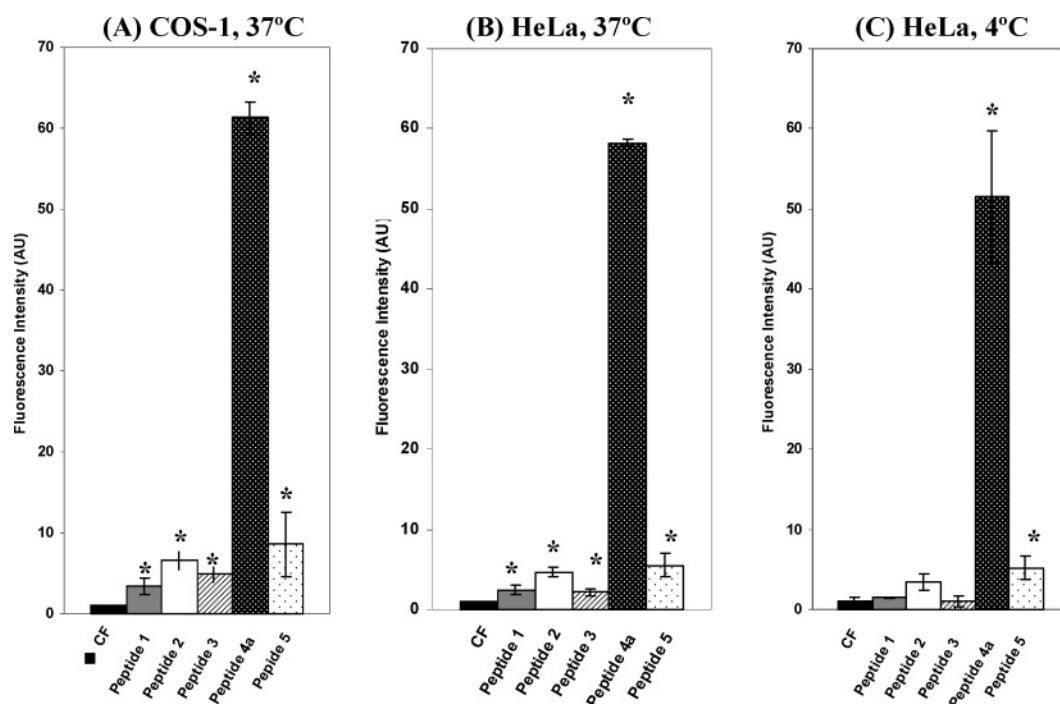 (A) COS-1, 37ºC
70
60
50
40
30
20
10
0
Fluorescence Intensity (AU)
*
*
*
*
*
CF
Peptide 1
Peptide 2
Peptide 3
Peptide 4a
Pepide 5
(B) HeLa, 37ºC
70
60
50
40
30
20
10
0
Fluorescence Intensity (AU)
*
*
*
*
*
CF
Peptide 1
Peptide 2
Peptide 3
Peptide 4a
Peptide 5
(C) HeLa, 4ºC
70
60
50
40
30
20
10
0
Fluorescence Intensity (AU)
*
*
CF
Peptide 1
Peptide 2
Peptide 3
Peptide 4a
Peptide 5